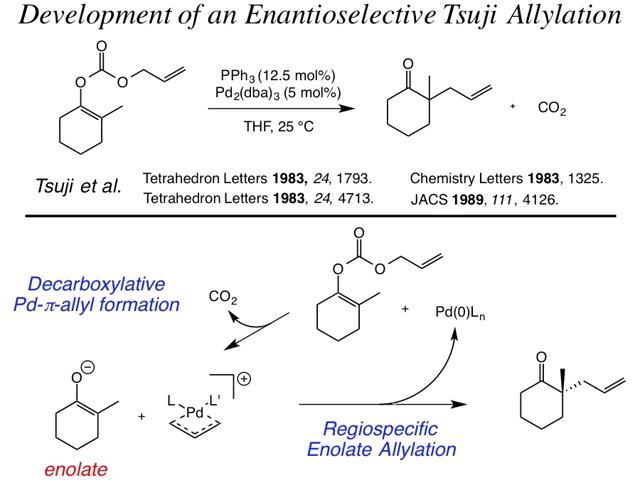 Development of an Enantioselective Tsuji Allylation
O
O
O
PPh3 (12.5 mol%)
Pd2(dba)3 (5 mol%)
THF, 25 °C
O
+
CO2
Tsuji et al.
Tetrahedron Letters 1983, 24, 1793.
Chemistry Letters 1983, 1325.
Tetrahedron Letters 1983, 24, 4713.
JACS 1989, 111, 4126.
O
O
O
+
Pd(0)Ln
Decarboxylative
Pd-π-allyl formation
CO2
O
−
+
L
L'
Pd
+
Regiospecific
Enolate Allylation
O
enolate